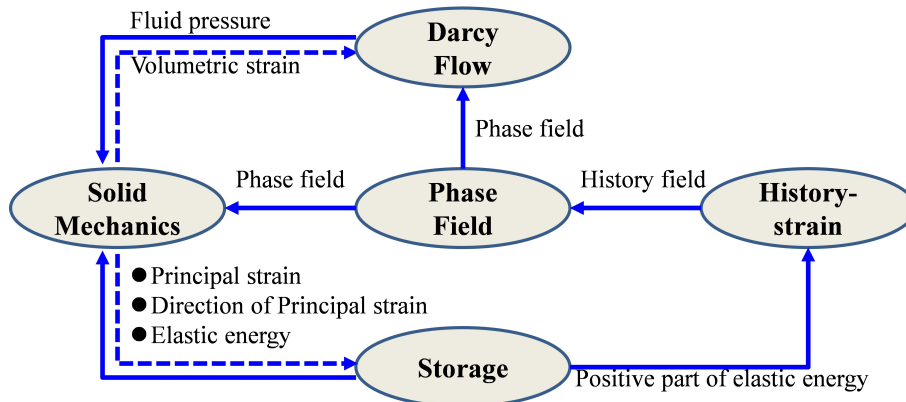 Fluid pressure
Darcy
Flow
Volumetric strain
Phase field
Solid
Mechanics
Phase field
Phase
Field
History field
History-
strain
● Principal strain
● Direction of Principal strain
● Elastic energy
Storage
Positive part of elastic energy